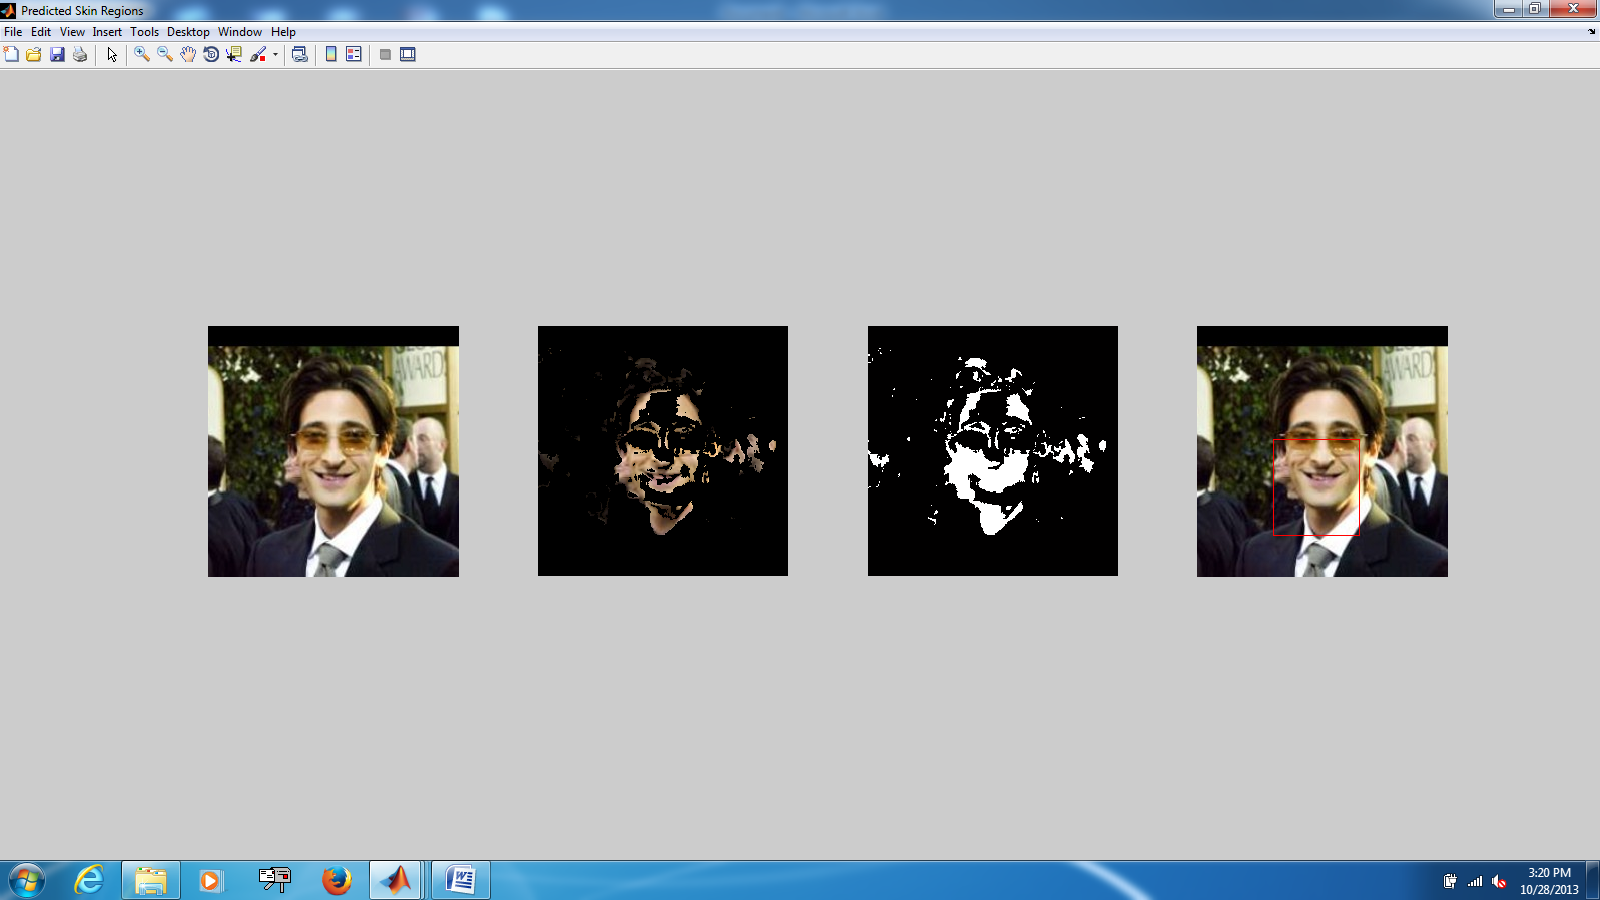 Predicted Skin Regions
File Edit View Insert Tools Desktop Window Help
AWARD
AWARD
3:20 PM
10/28/2013